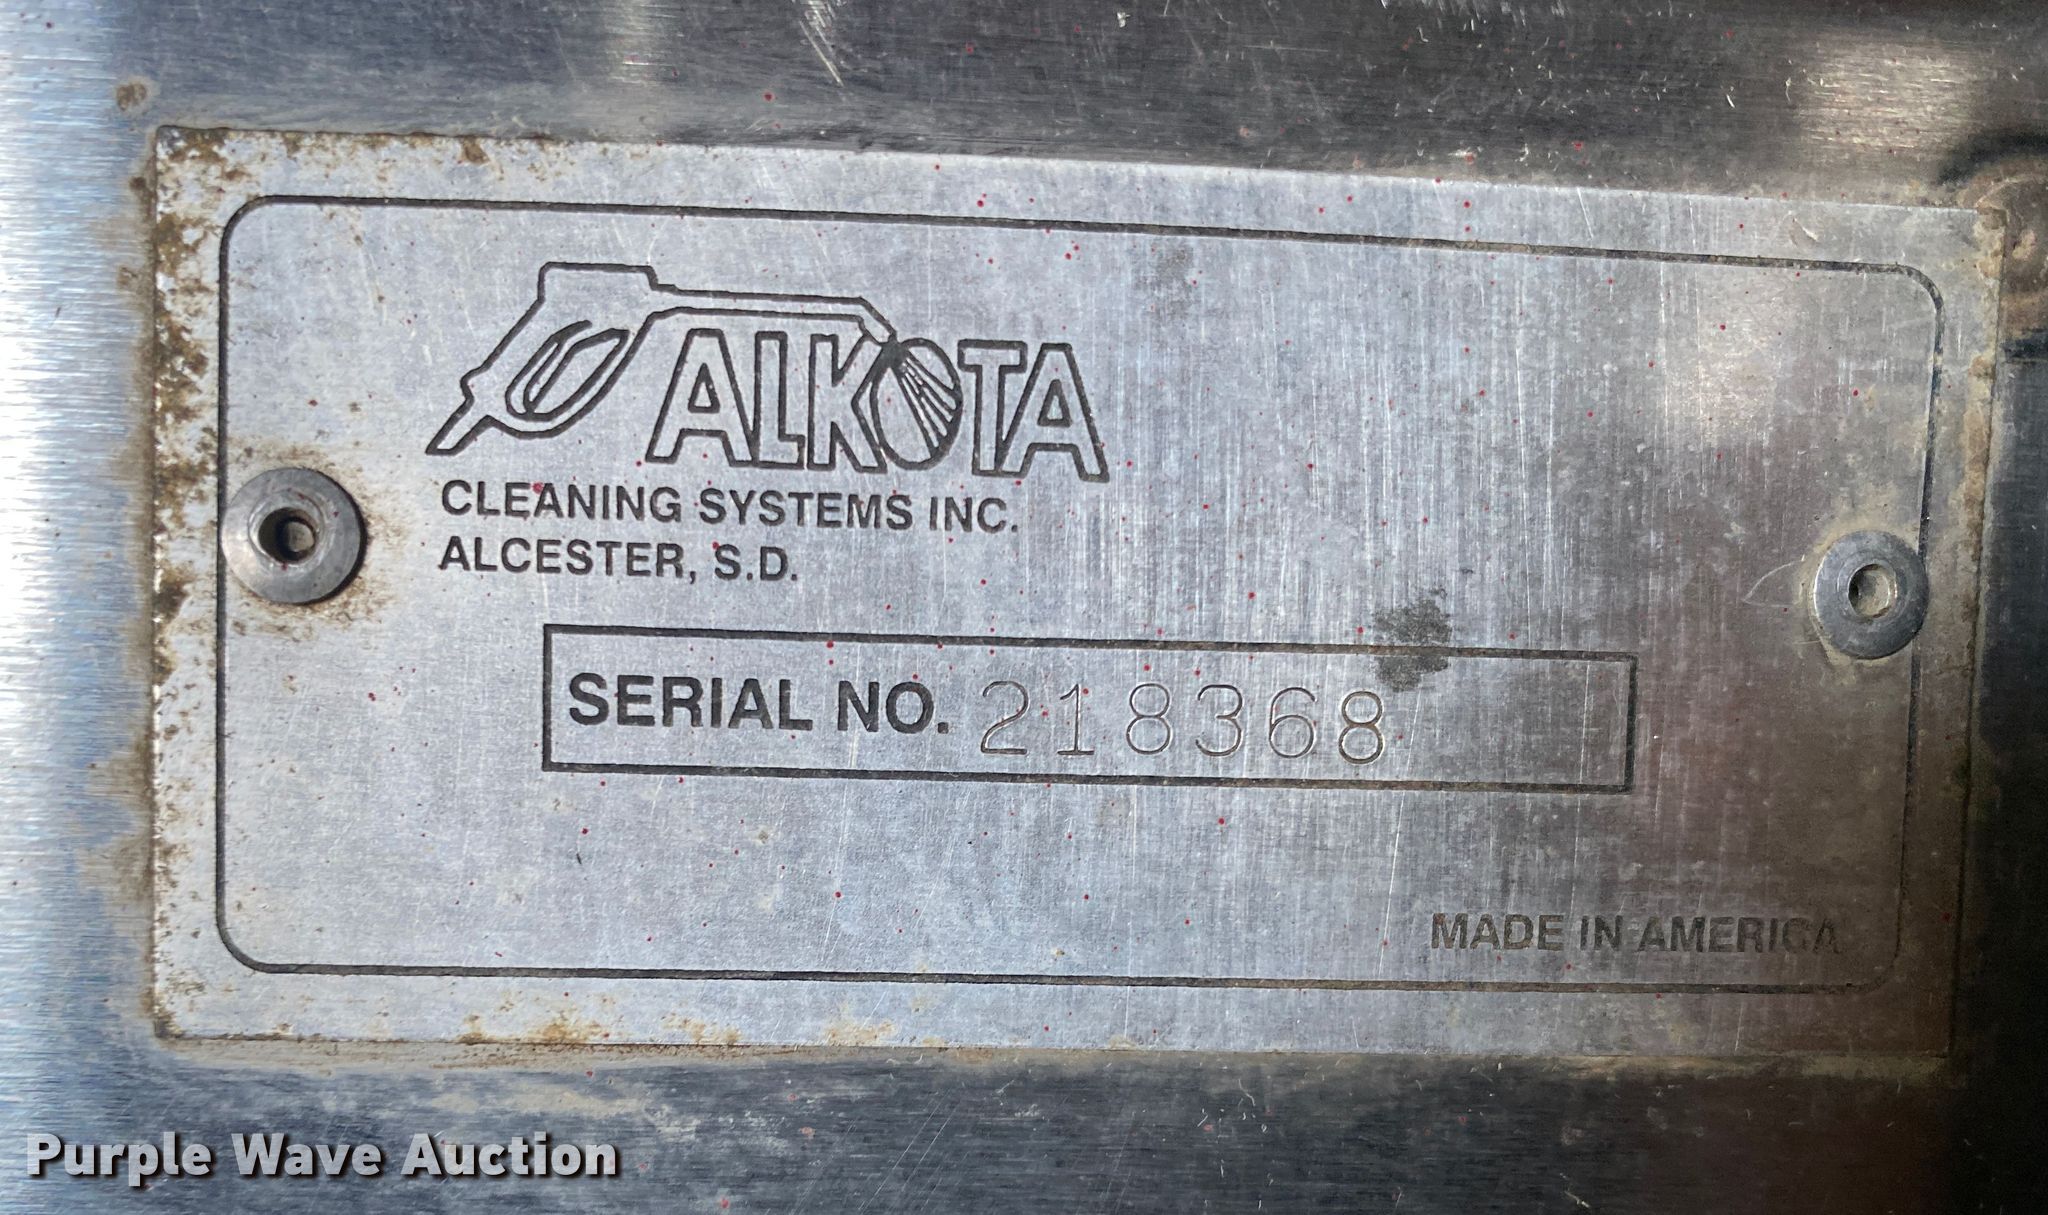 ALKOTA
CLEANING SYSTEMS INC.
ALCESTER, S.D.
SERIAL NO. 218368
MADE IN AMERICA
Purple Wave Auction